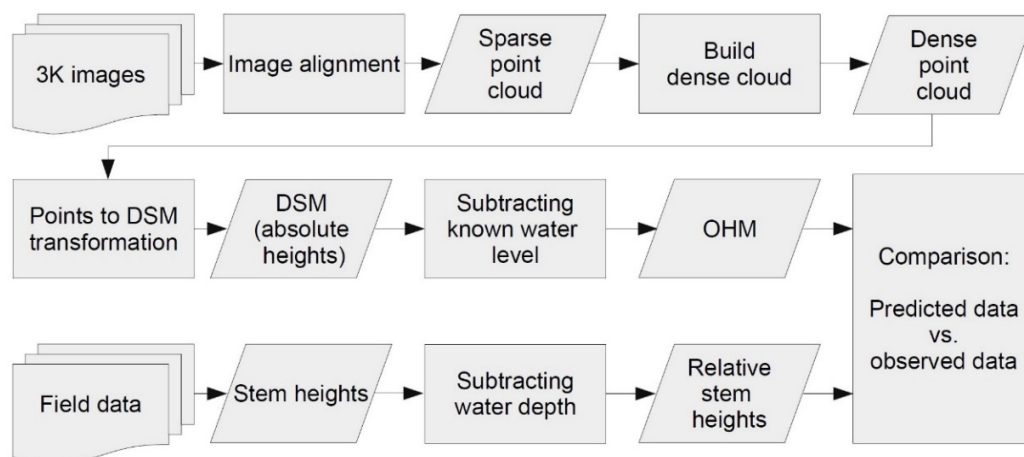 3K images
Image alignment
Sparse
point
cloud
Build
dense cloud
Dense
point
cloud
Points to DSM
transformation
DSM
(absolute
heights)
Subtracting
known water
level
OHM
Comparison:
Predicted data
vs.
observed data
Field data
Stem heights
Subtracting
water depth
Relative
stem
heights